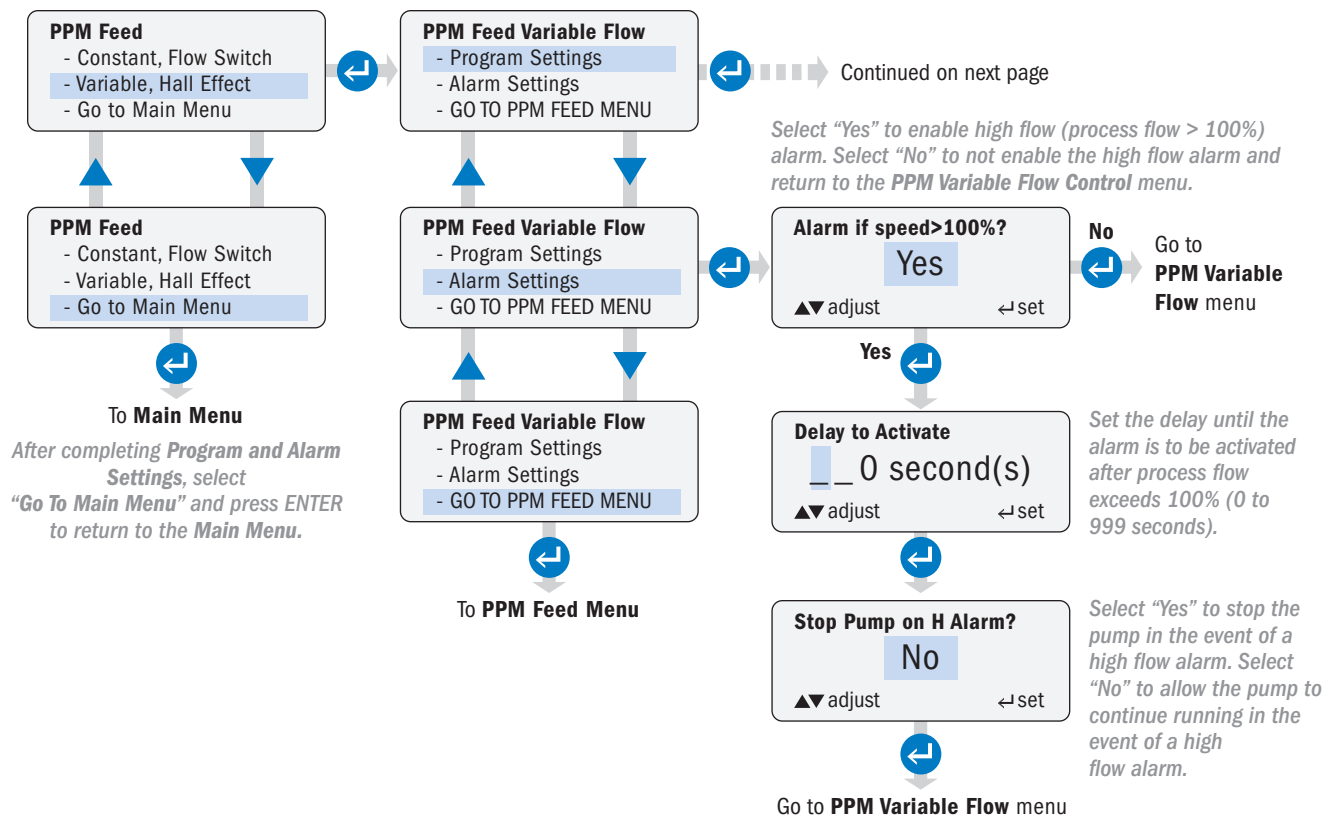 PPM Feed
- Constant, Flow Switch
- Variable, Hall Effect
- Go to Main Menu
PPM Feed Variable Flow
- Program Settings
- Alarm Settings
- GO TO PPM FEED MENU
Continued on next page
Select “Yes” to enable high flow (process flow > 100%)
alarm. Select “No” to not enable the high flow alarm and
return to the PPM Variable Flow Control menu.
PPM Feed
- Constant, Flow Switch
- Variable, Hall Effect
- Go to Main Menu
To Main Menu
After completing Program and Alarm
Settings, select
“Go To Main Menu” and press ENTER
to return to the Main Menu.
PPM Feed Variable Flow
- Program Settings
- Alarm Settings
- GO TO PPM FEED MENU
Alarm if speed>100%?
Yes
▲▼ adjust ↵ set
No
Go to
PPM Variable
Flow menu
Yes
PPM Feed Variable Flow
- Program Settings
- Alarm Settings
- GO TO PPM FEED MENU
To PPM Feed Menu
Delay to Activate
_ _ 0 second(s)
▲▼ adjust ↵ set
Set the delay until the
alarm is to be activated
after process flow
exceeds 100% (0 to
999 seconds).
Stop Pump on H Alarm?
No
▲▼ adjust ↵ set
Select “Yes” to stop the
pump in the event of a
high flow alarm. Select
“No” to allow the pump to
continue running in the
event of a high
flow alarm.
Go to PPM Variable Flow menu